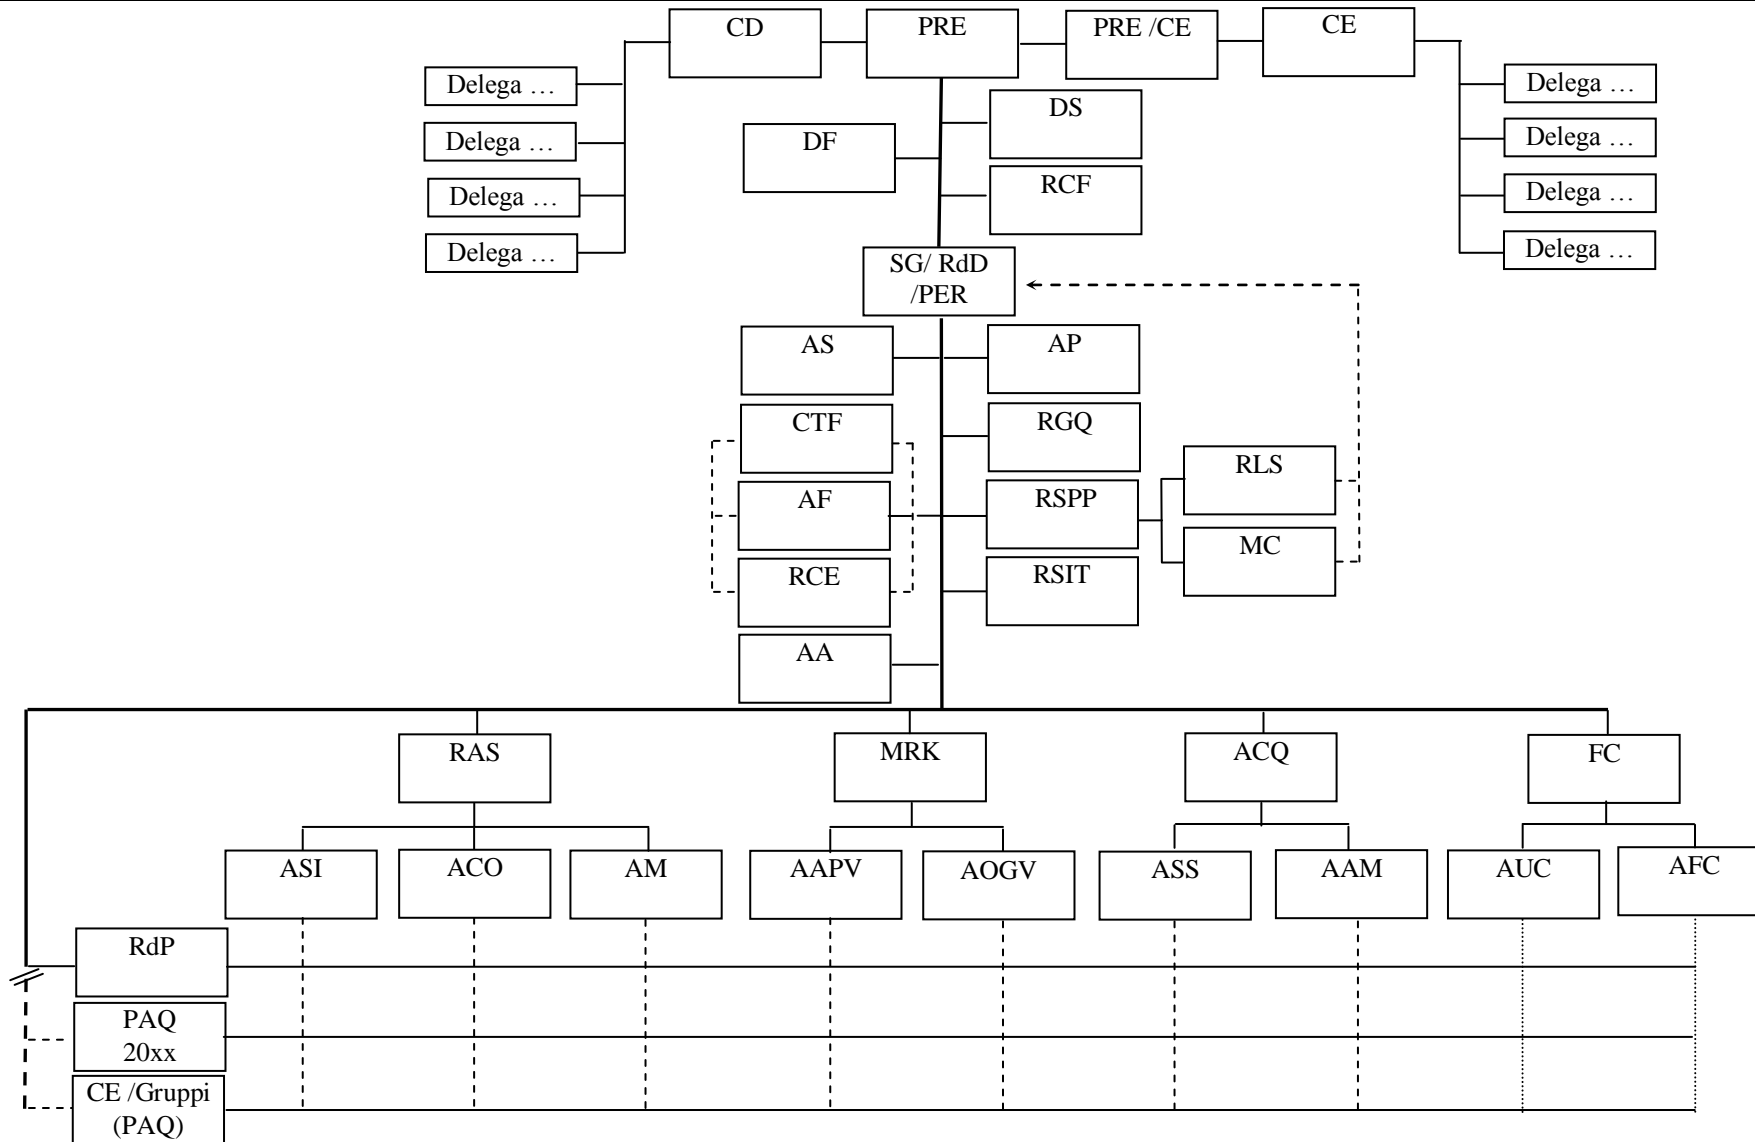 CD
PRE
PRE /CE
CE
Delega …
Delega …
Delega …
Delega …
Delega …
Delega …
Delega …
Delega …
DS
DF
RCF
SG/ RdD
/PER
AS
AP
CTF
RGQ
RLS
AF
RSPP
MC
RCE
RSIT
AA
RAS
MRK
ACQ
FC
ASI
ACO
AM
AAPV
AOGV
ASS
AAM
AUC
AFC
RdP
PAQ
20xx
CE /Gruppi
(PAQ)